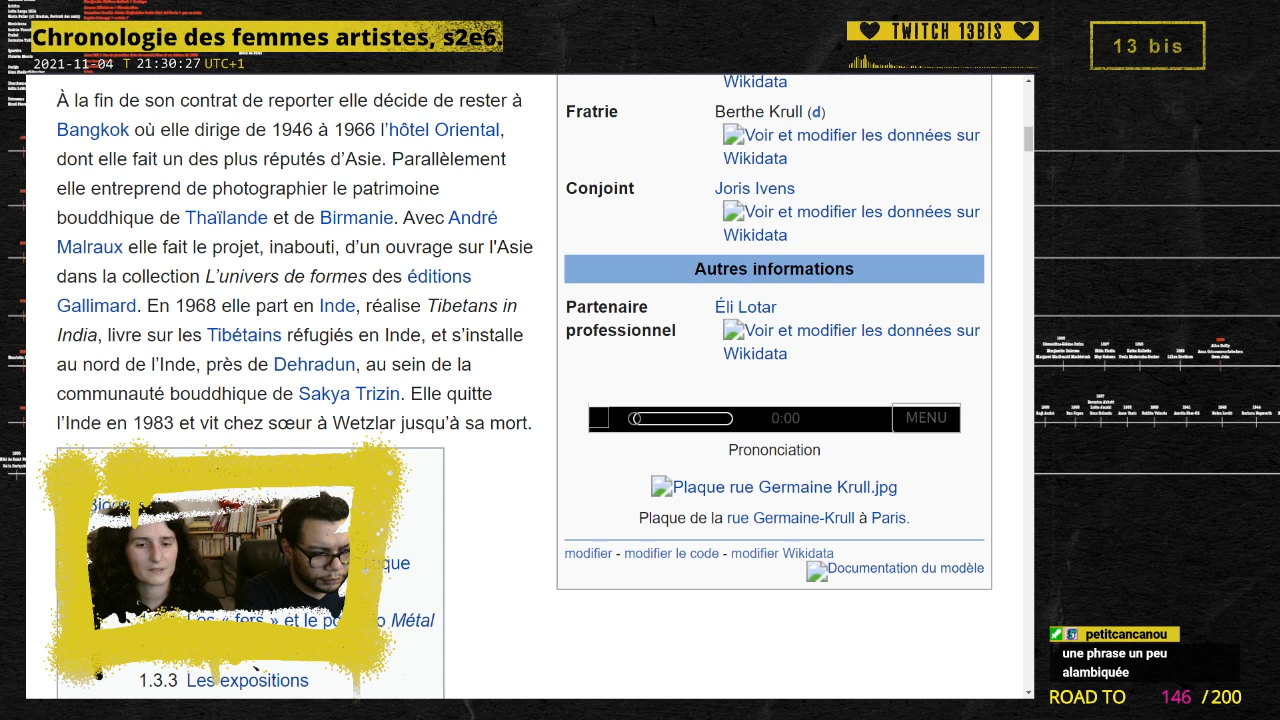 Chronologie des femmes artistes, s2e6
2021-11-04 T 21:30:27 UTC+1
TWITCH 13BIS
13 bis
À la fin de son contrat de reporter elle décide de rester à
Bangkok où elle dirige de 1946 à 1966 l’hôtel Oriental,
dont elle fait un des plus réputés d’Asie. Parallèlement
elle entreprend de photographier le patrimoine
bouddhique de Thaïlande et de Birmanie. Avec André
Malraux elle fait le projet, inabouti, d’un ouvrage sur l'Asie
dans la collection L’univers de formes des éditions
Gallimard. En 1968 elle part en Inde, réalise Tibetans in
India, livre sur les Tibétains réfugiés en Inde, et s’installe
au nord de l’Inde, près de Dehradun, au sein de la
communauté bouddhique de Sakya Trizin. Elle quitte
l’Inde en 1983 et vit chez sœur à Wetzlar jusqu’à sa mort.
que
et le po o Métal
1.3.3 Les expositions
Wikidata
Fratrie Berthe Krull (d)
Voir et modifier les données sur
Wikidata
Conjoint Joris Ivens
Voir et modifier les données sur
Wikidata
Autres informations
Partenaire Éli Lotar
professionnel Voir et modifier les données sur
Wikidata
0:00 MENU
Prononciation
Plaque rue Germaine Krull.jpg
Plaque de la rue Germaine-Krull à Paris.
modifier - modifier le code - modifier Wikidata
Documentation du modèle
petitcancanou
une phrase un peu
alambiquée
ROAD TO 146 / 200